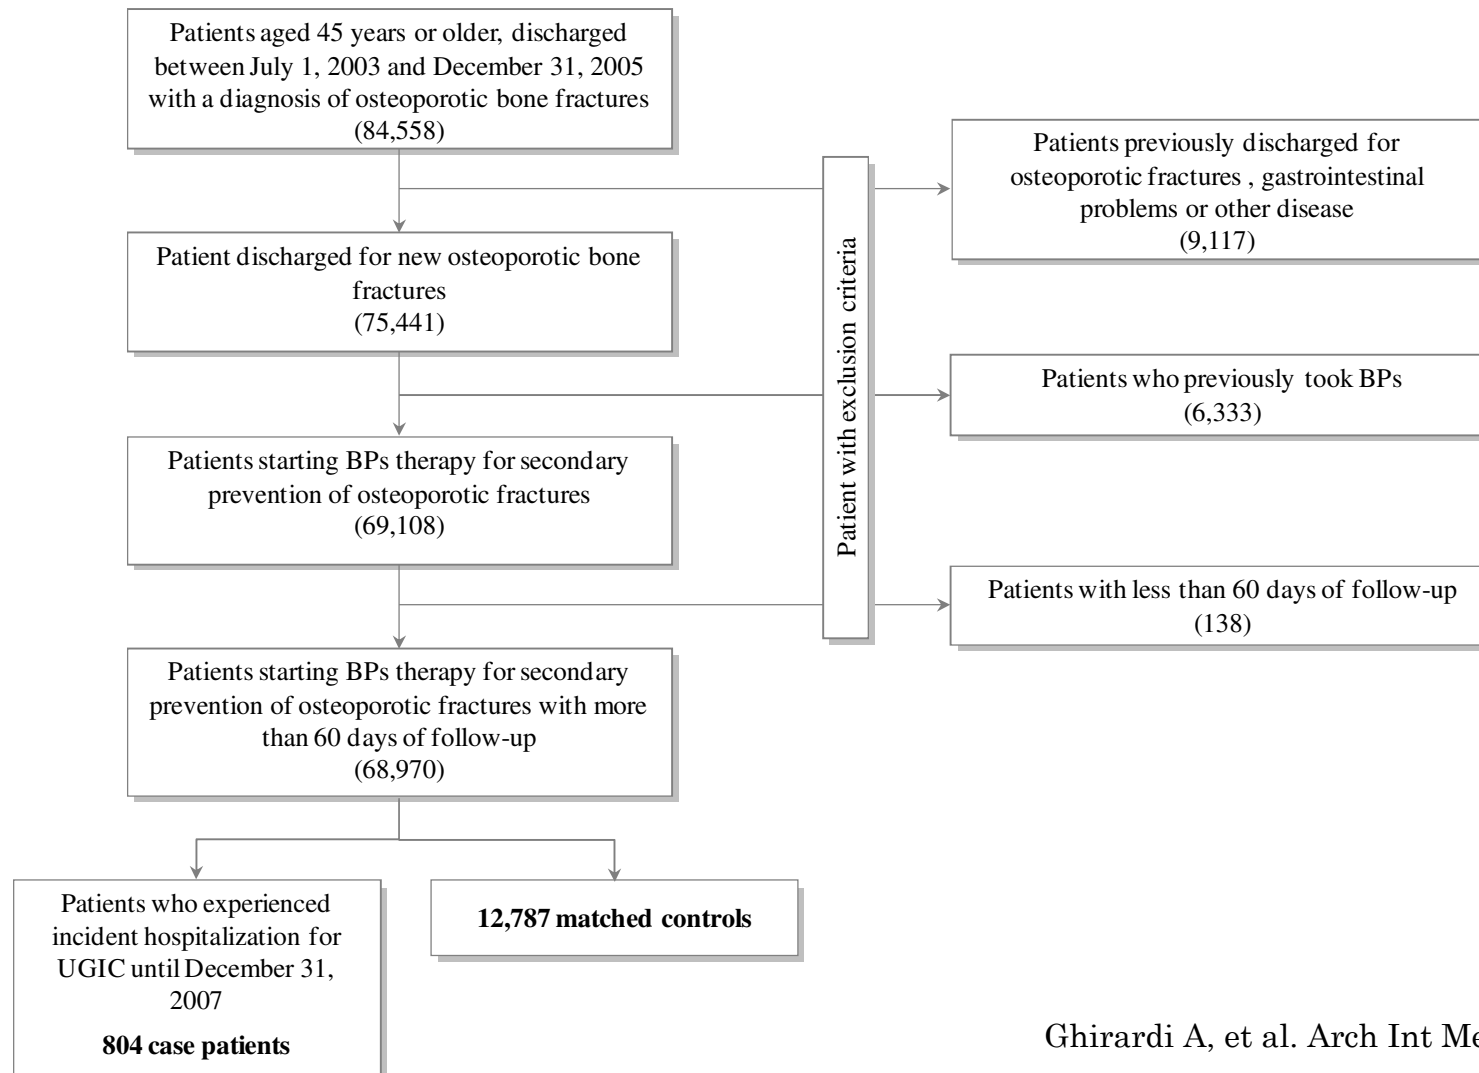 Patients aged 45 years or older, discharged
between July 1, 2003 and December 31, 2005
with a diagnosis of osteoporotic bone fractures
(84,558)
Patients previously discharged for
osteoporotic fractures , gastrointestinal
problems or other disease
(9,117)
Patient discharged for new osteoporotic bone
fractures
(75,441)
Patient with exclusion criteria
Patients who previously took BPs
(6,333)
Patients starting BPs therapy for secondary
prevention of osteoporotic fractures
(69,108)
Patients with less than 60 days of follow-up
(138)
Patients starting BPs therapy for secondary
prevention of osteoporotic fractures with more
than 60 days of follow-up
(68,970)
Patients who experienced
incident hospitalization for
UGIC until December 31,
2007
804 case patients
12,787 matched controls
Ghirardi A, et al. Arch Int Me